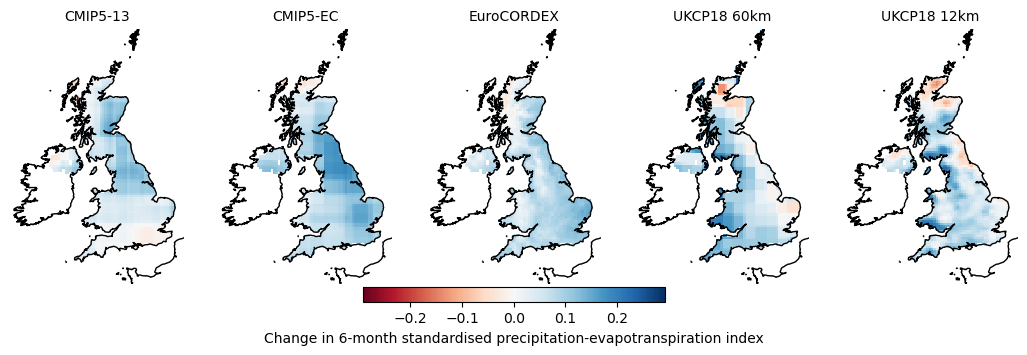 CMIP5-13 CMIP5-EC EuroCORDEX UKCP18 60km UKCP18 12km
−0.2 −0.1 0.0 0.1 0.2
Change in 6-month standardised precipitation-evapotranspiration index